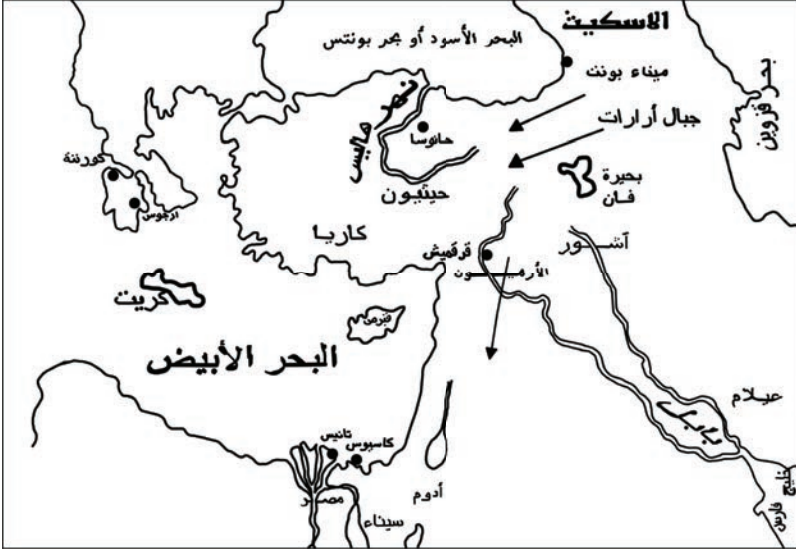 الاسكيث
البحر الأسود أو بحر بونتس
ميناء بونت
بحر قزوين
جبال أرارات
نهر هاليس
حاتوسا
بحيرة
فان
كورنثة
حيثيون
ارجوس
كاريا
آشور
قرقميش
كريت
قبرص
البحر الأبيض
عيلام
بابل
تانيس
كاسيوس
أدوم
مصر
سيناء
خليج فارس